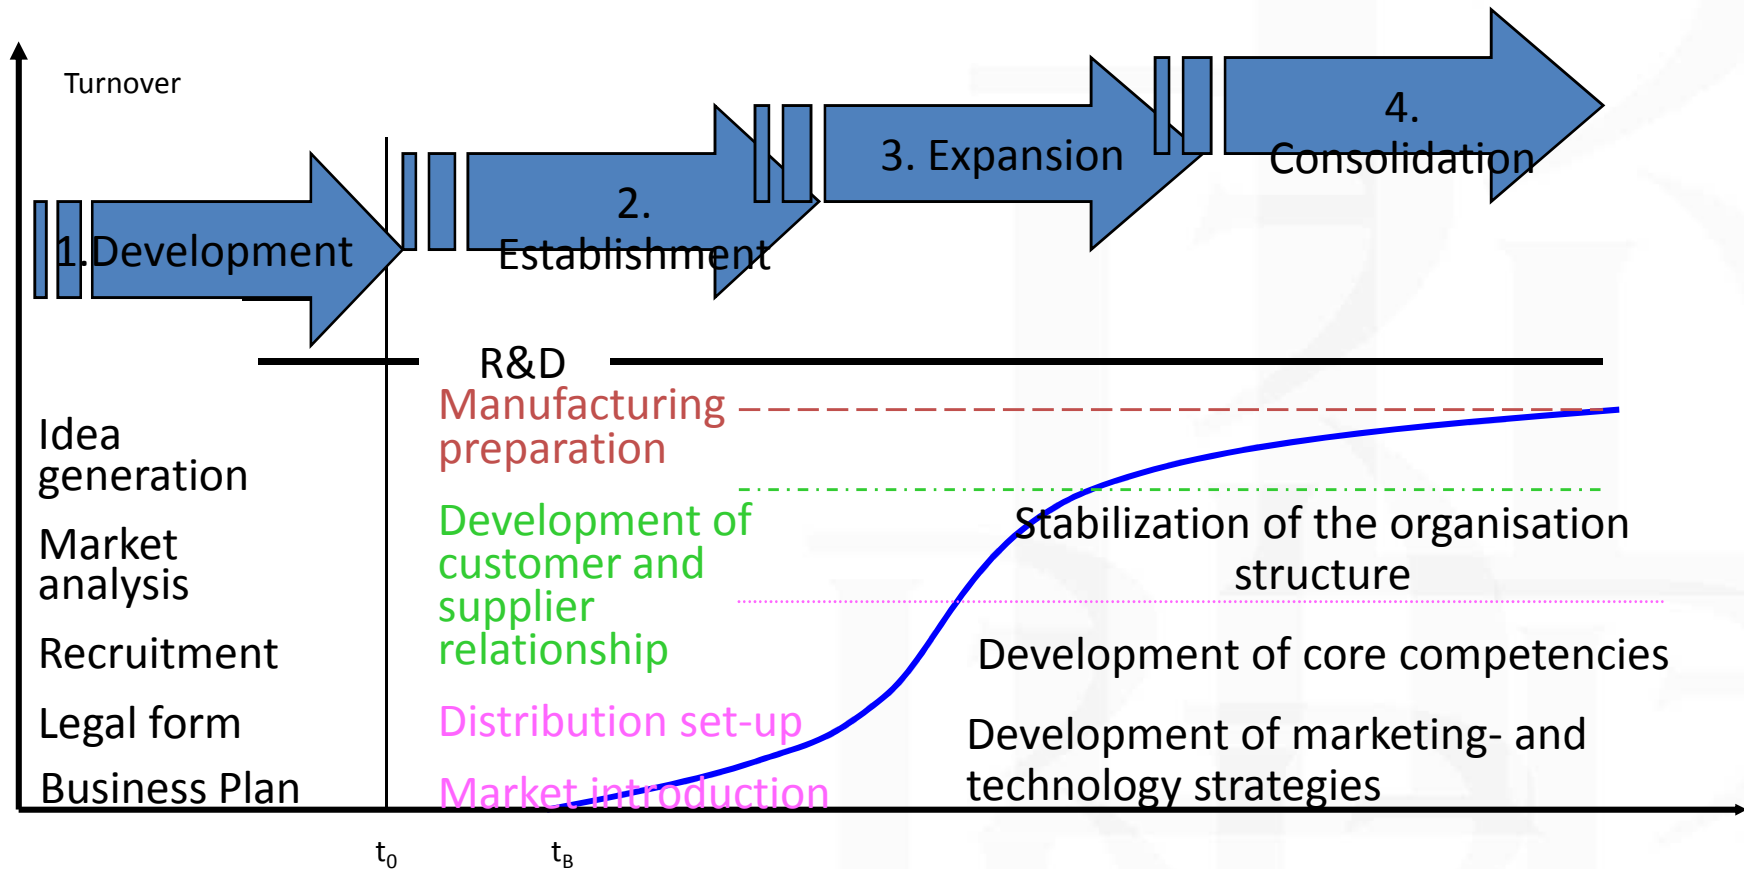 Turnover
1.Development
2.
Establishment
3. Expansion
4.
Consolidation
R&D
Idea
generation
Market
analysis
Recruitment
Legal form
Business Plan
Manufacturing
preparation
Development of
customer and
supplier
relationship
Distribution set-up
Market introduction
Stabilization of the organisation
structure
Development of core competencies
Development of marketing- and
technology strategies
t0
tB